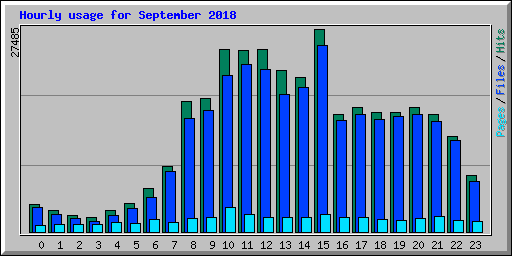 Hourly usage for September 2018
27485
Pages/Files/Hits
0 1 2 3 4 5 6 7 8 9 10 11 12 13 14 15 16 17 18 19 20 21 22 23